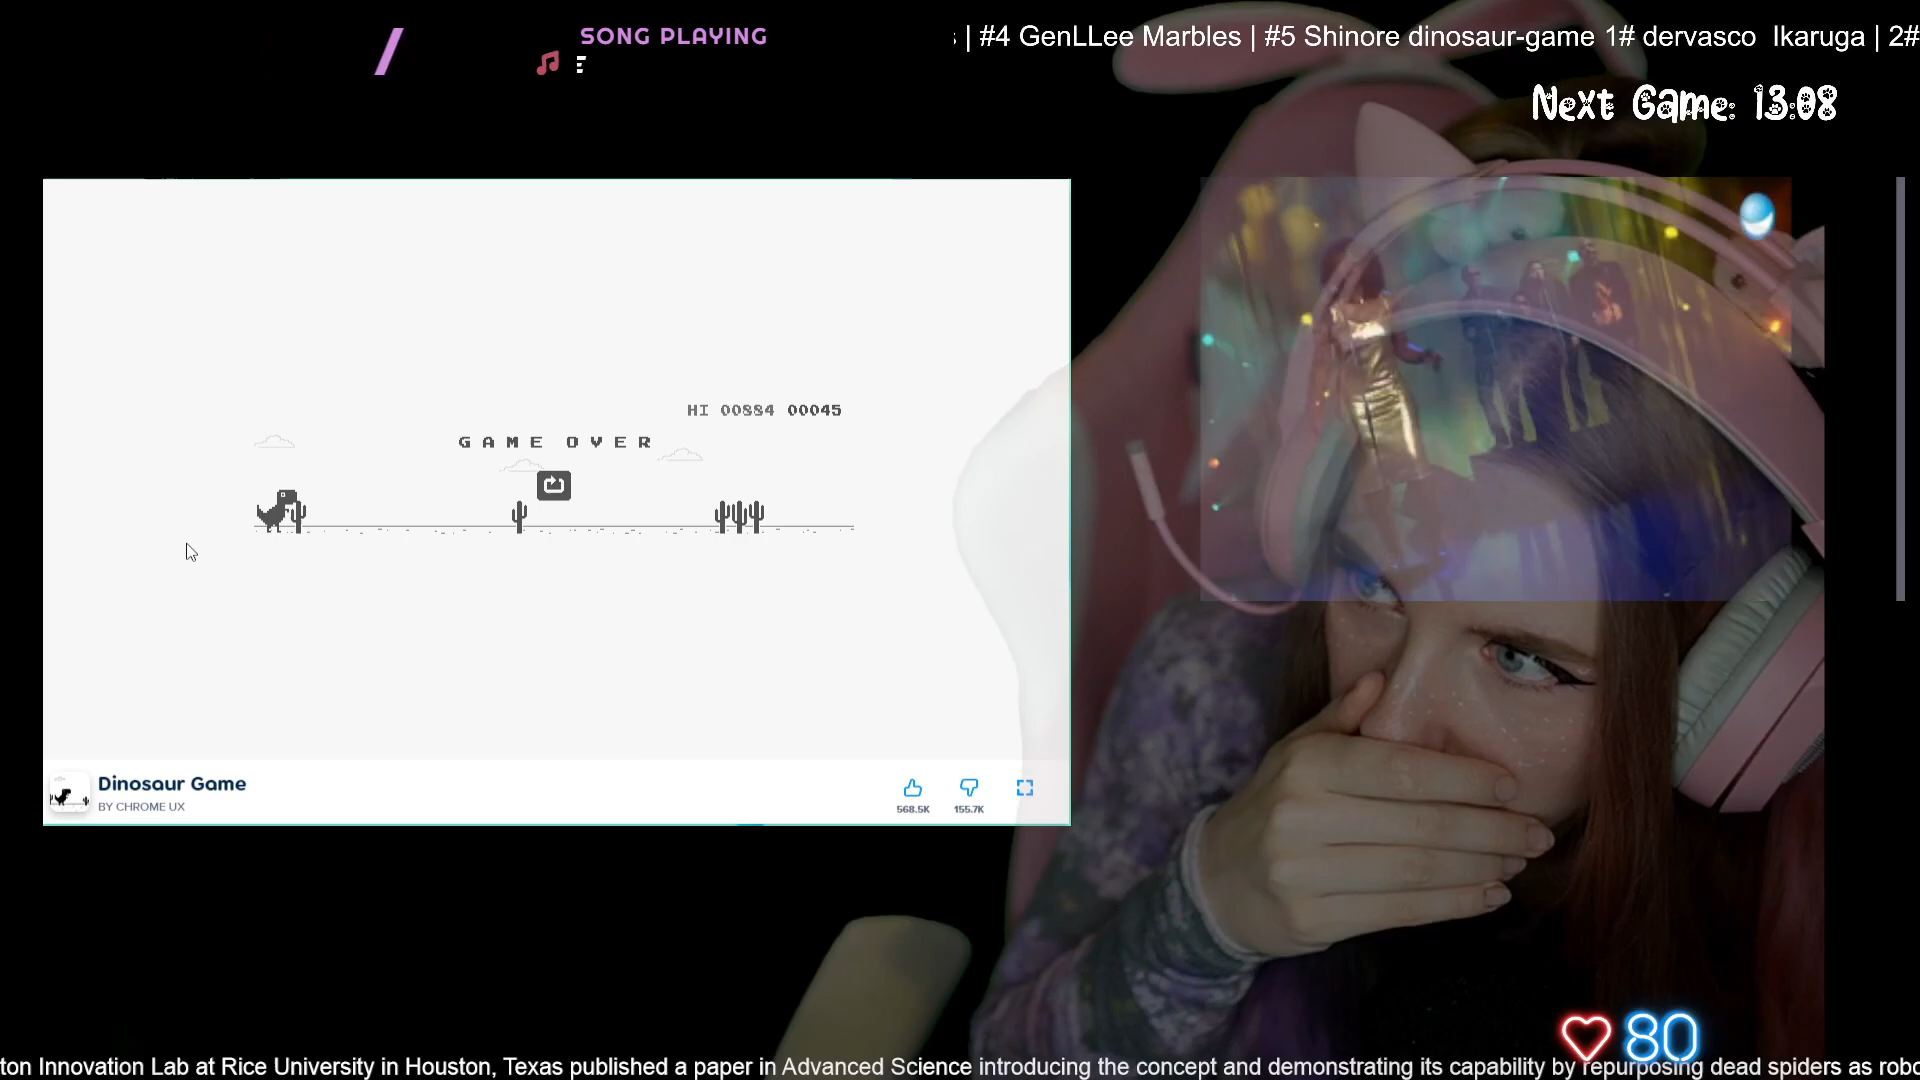 SONG PLAYING
| #4 GenLLee Marbles | #5 Shinore dinosaur-game 1# dervasco Ikaruga | 2#
Next Game: 13:08
HI 00884 00045
GAME OVER
Dinosaur Game
BY CHROME UX
568.5K
155.7K
80
ton Innovation Lab at Rice University in Houston, Texas published a paper in Advanced Science introducing the concept and demonstrating its capability by repurposing dead spiders as robo